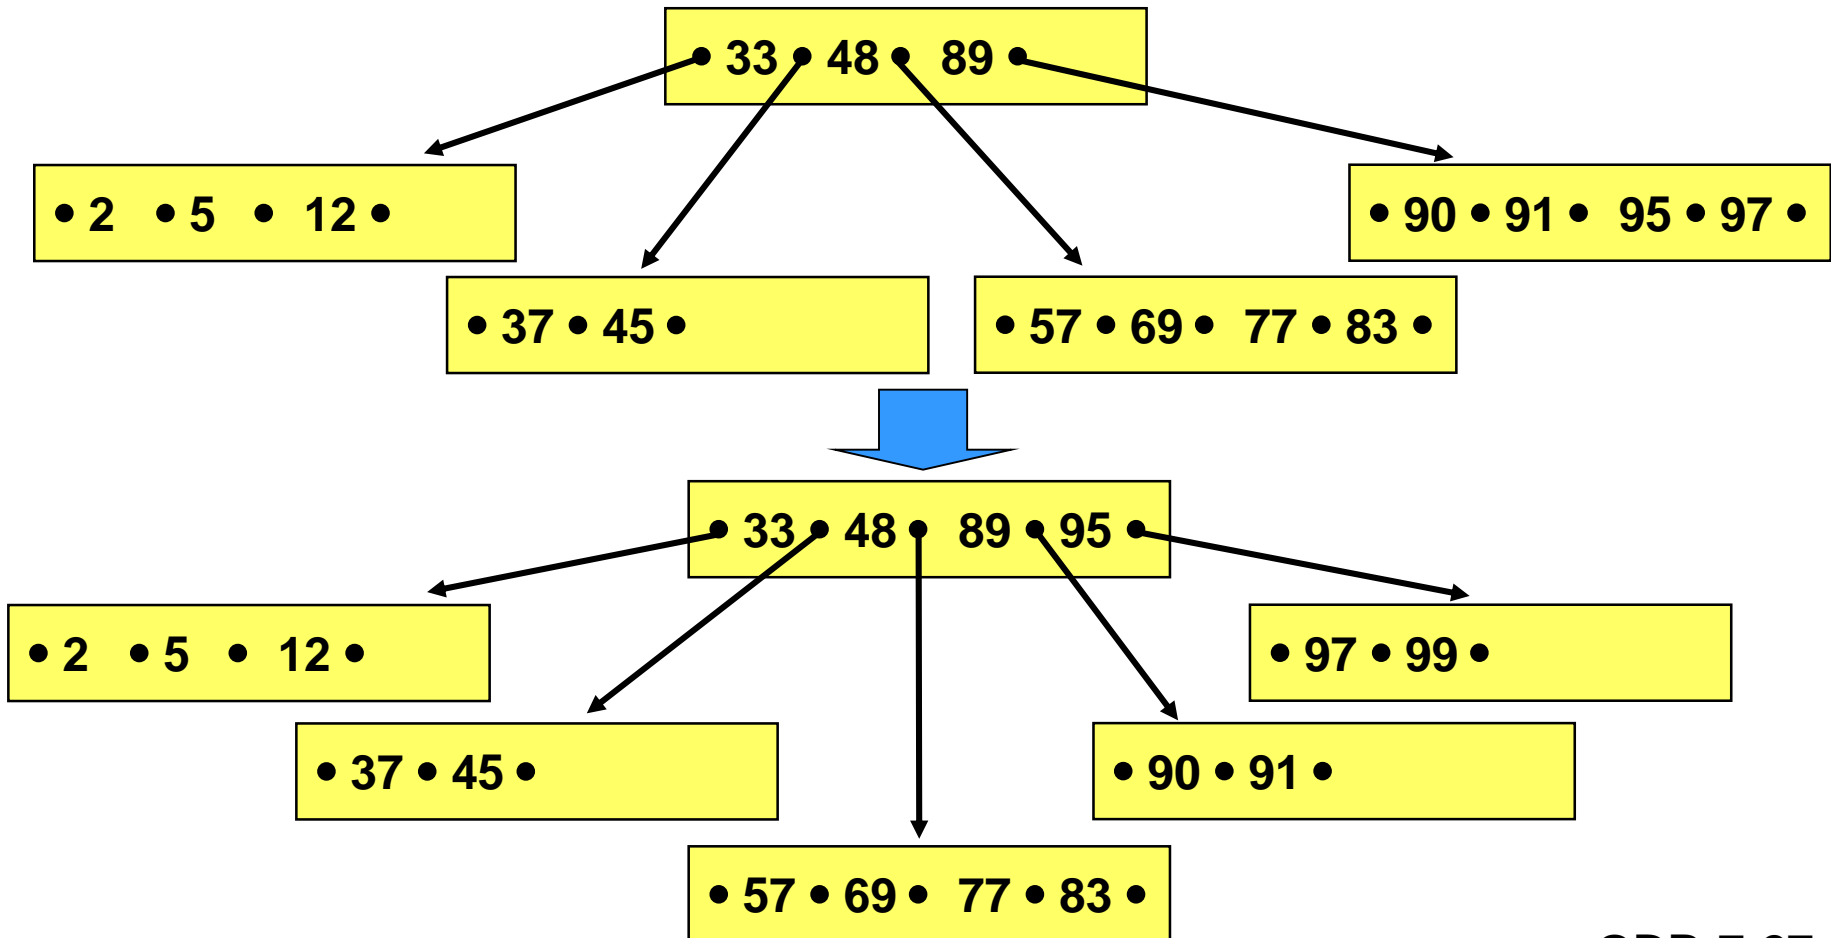 • 33 • 48 • 89 •
• 2 • 5 • 12 •
• 90 • 91 • 95 • 97 •
• 37 • 45 •
• 57 • 69 • 77 • 83 •
• 33 • 48 • 89 • 95 •
• 2 • 5 • 12 •
• 97 • 99 •
• 37 • 45 •
• 90 • 91 •
• 57 • 69 • 77 • 83 •